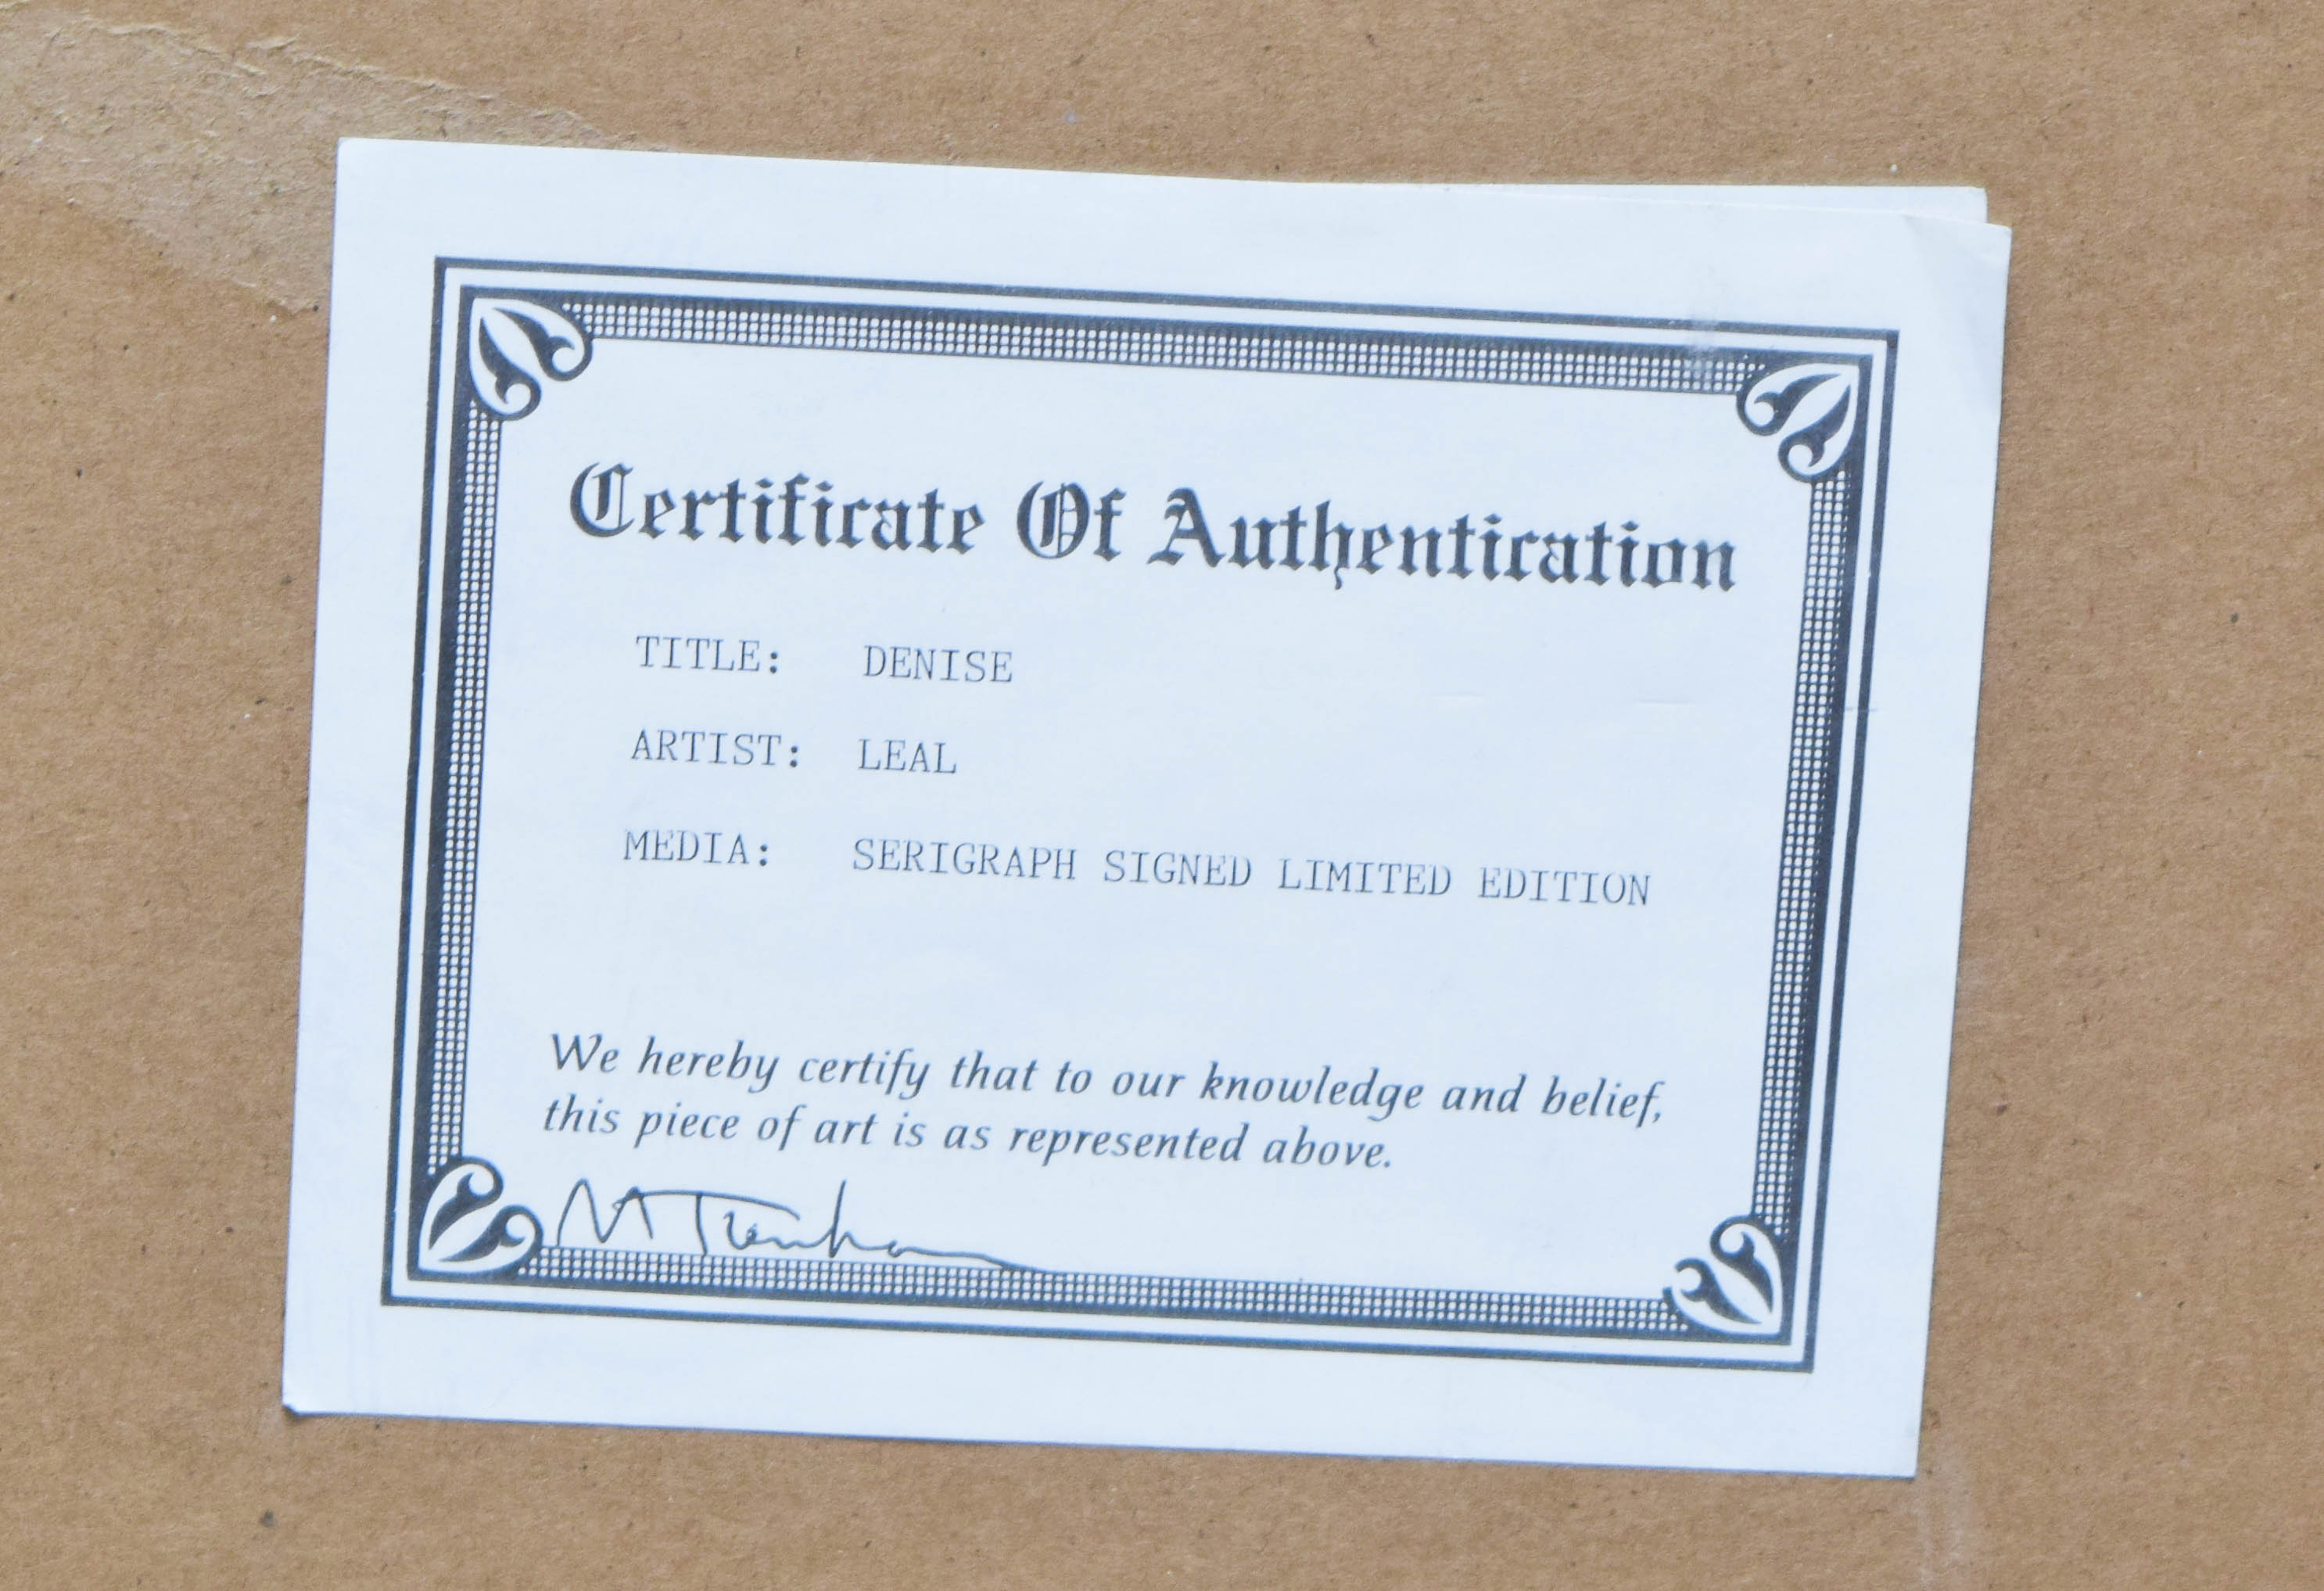 Certificate Of Authentication
TITLE: DENISE
ARTIST: LEAL
MEDIA: SERIGRAPH SIGNED LIMITED EDITION
We hereby certify that to our knowledge and belief,
this piece of art is as represented above.